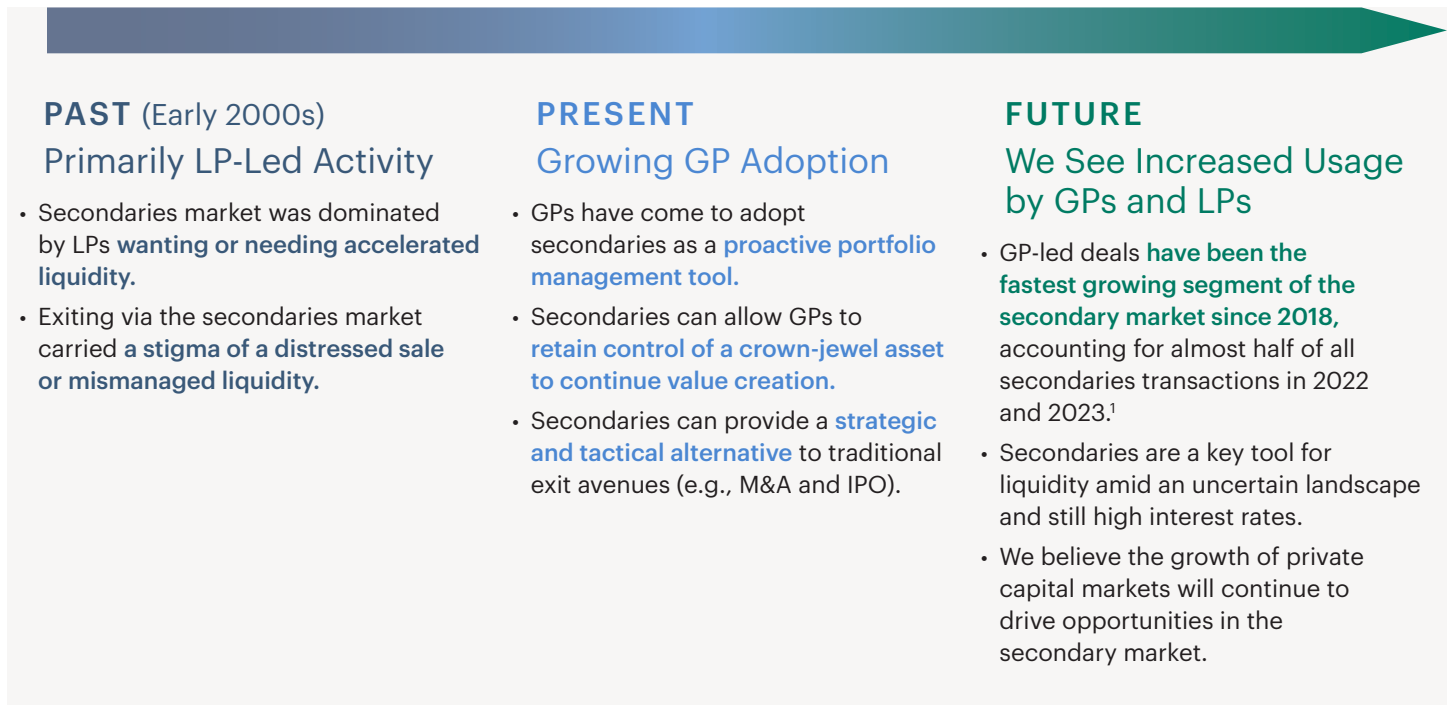 PAST (Early 2000s)
Primarily LP-Led Activity
• Secondaries market was dominated
by LPs wanting or needing accelerated
liquidity.
• Exiting via the secondaries market
carried a stigma of a distressed sale
or mismanaged liquidity.
PRESENT
Growing GP Adoption
• GPs have come to adopt
secondaries as a proactive portfolio
management tool.
• Secondaries can allow GPs to
retain control of a crown-jewel asset
to continue value creation.
• Secondaries can provide a strategic
and tactical alternative to traditional
exit avenues (e.g., M&A and IPO).
FUTURE
We See Increased Usage
by GPs and LPs
• GP-led deals have been the
fastest growing segment of the
secondary market since 2018,
accounting for almost half of all
secondaries transactions in 2022
and 2023.¹
• Secondaries are a key tool for
liquidity amid an uncertain landscape
and still high interest rates.
• We believe the growth of private
capital markets will continue to
drive opportunities in the
secondary market.